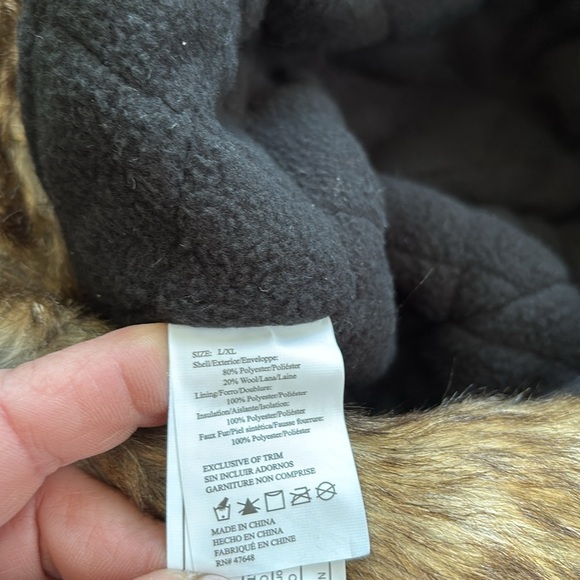 SIZE: L/XL
Shell/Exterior/Enveloppe:
80% Polyester/Poliéster
20% Wool/Lana/Laine
Lining/Forro/Doublure:
100% Polyester/Poliéster
Insulation/Aislante/Isolation:
100% Polyester/Poliéster
Faux Fur/Piel sintética/Fausse fourrure:
100% Polyester/Poliéster
EXCLUSIVE OF TRIM
SIN INCLUIR ADORNOS
GARNITURE NON COMPRISE
MADE IN CHINA
HECHO EN CHINA
FABRIQUÉ EN CHINE
RN# 47648